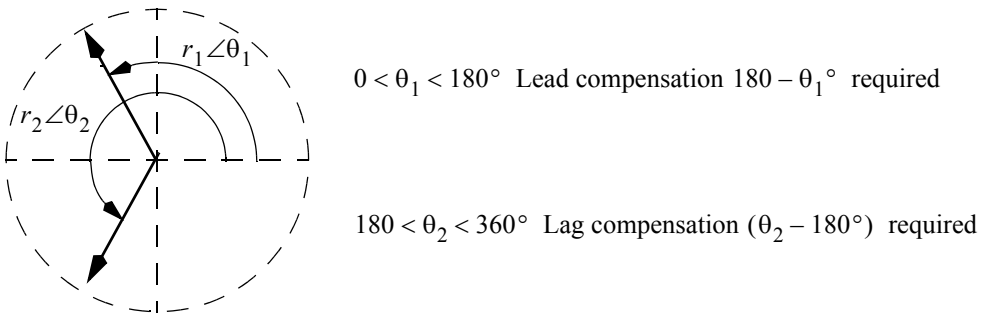 r₁∠θ₁
0 < θ₁ < 180° Lead compensation 180 – θ₁° required
r₂∠θ₂
180 < θ₂ < 360° Lag compensation (θ₂ – 180°) required